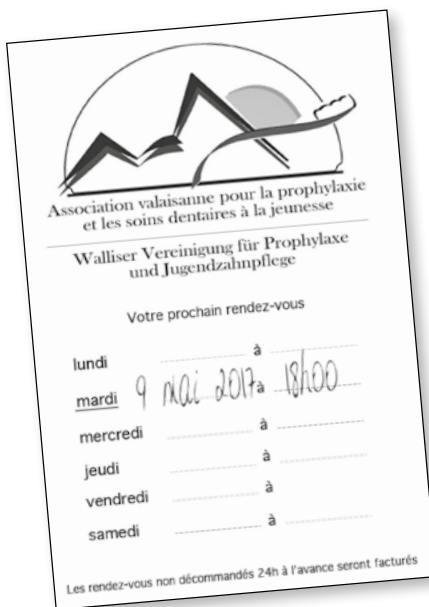 Association valaisanne pour la prophylaxie
et les soins dentaires à la jeunesse
Walliser Vereinigung für Prophylaxe
und Jugendzahnpflege
Votre prochain rendez-vous
lundi à
mardi 9 mai 2017 à 18h00
mercredi à
jeudi à
vendredi à
samedi à
Les rendez-vous non décommandés 24h à l'avance seront facturés